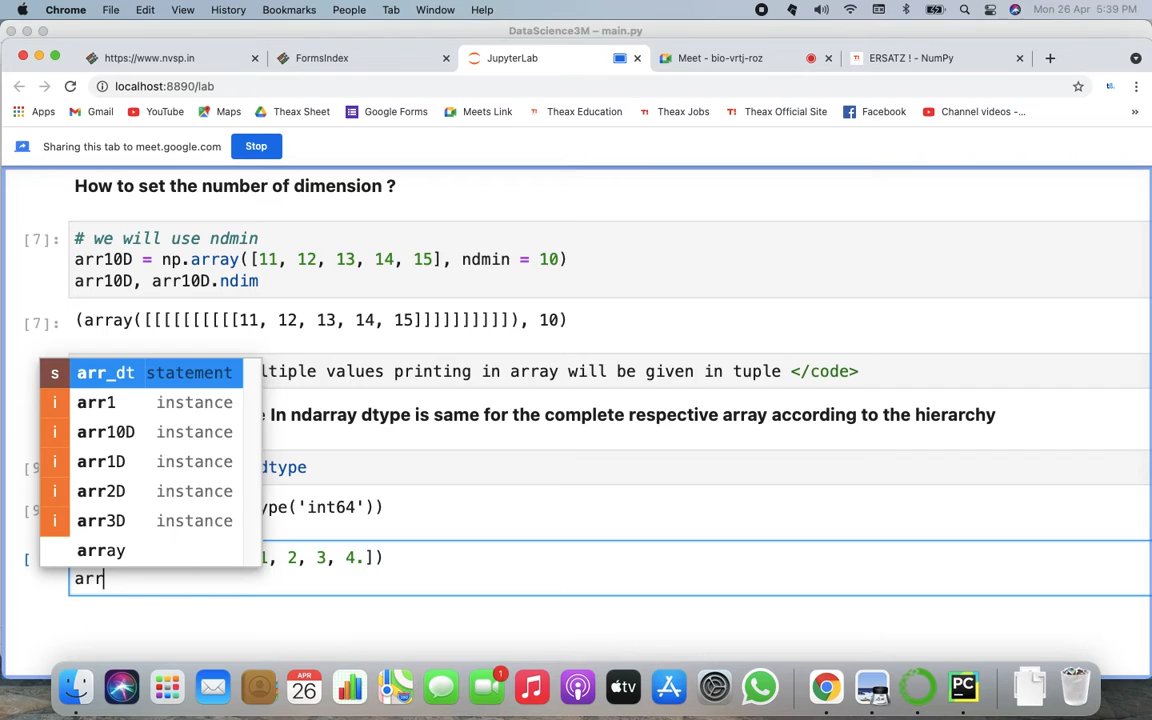 Chrome File Edit View History Bookmarks People Tab Window Help Mon 26 Apr 5:39 PM
DataScience3M – main.py
https://www.nvsp.in FormsIndex JupyterLab Meet - bio-vrtj-roz ERSATZ ! - NumPy
localhost:8890/lab
Apps Gmail YouTube Maps Theax Sheet Google Forms Meets Link Theax Education Theax Jobs Theax Official Site Facebook Channel videos -... »
Sharing this tab to meet.google.com Stop
How to set the number of dimension ?
[7]: # we will use ndmin
arr10D = np.array([11, 12, 13, 14, 15], ndmin = 10)
arr10D, arr10D.ndim
[7]: (array([[[[[[[[[[11, 12, 13, 14, 15]]]]]]]]]]), 10)
s arr_dt statement
ltiple values printing in array will be given in tuple </code>
i arr1 instance
e In ndarray dtype is same for the complete respective array according to the hierarchy
i arr10D instance
i arr1D instance
[9 dtype
i arr2D instance
[9 ype('int64'))
i arr3D instance
array
[ 1, 2, 3, 4.])
arr
APR
26
1
tv
PC